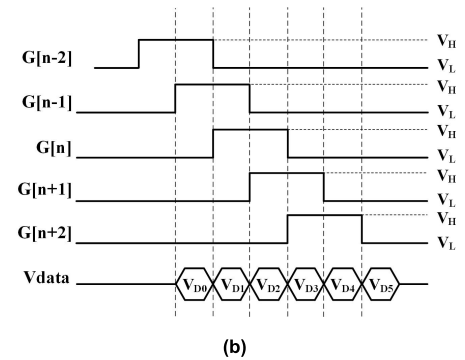 G[n-2] V_H
V_L
G[n-1] V_H
V_L
G[n] V_H
V_L
G[n+1] V_H
V_L
G[n+2] V_H
V_L
Vdata V_D0 V_D1 V_D2 V_D3 V_D4 V_D5
(b)